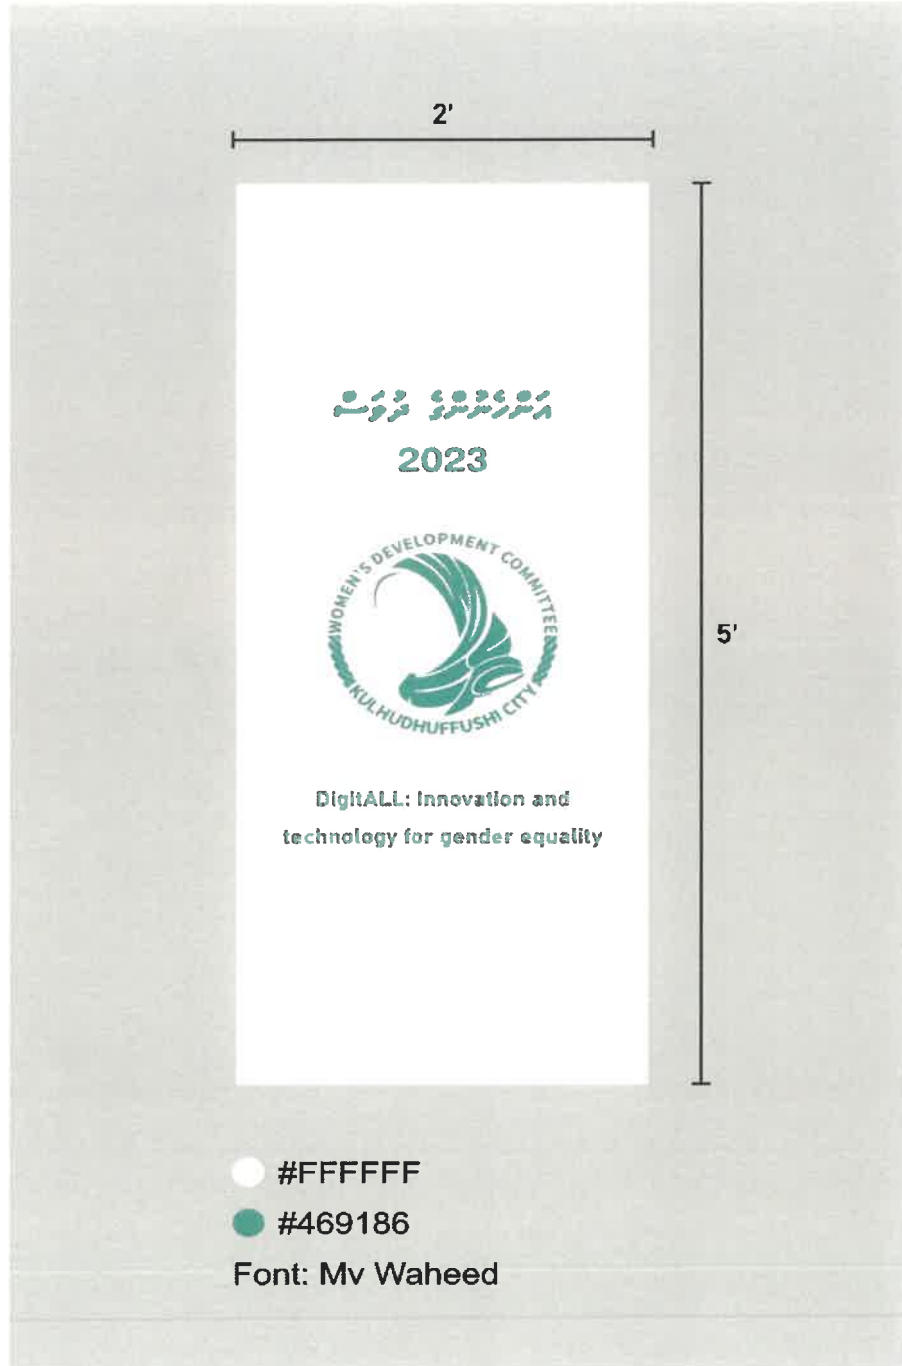 2'
އަންހެނުންގެ ދުވަސް
2023
WOMEN'S DEVELOPMENT COMMITTEE
KULHUDHUFFUSHI CITY
5'
DigitALL: Innovation and
technology for gender equality
#FFFFFF
#469186
Font: Mv Waheed